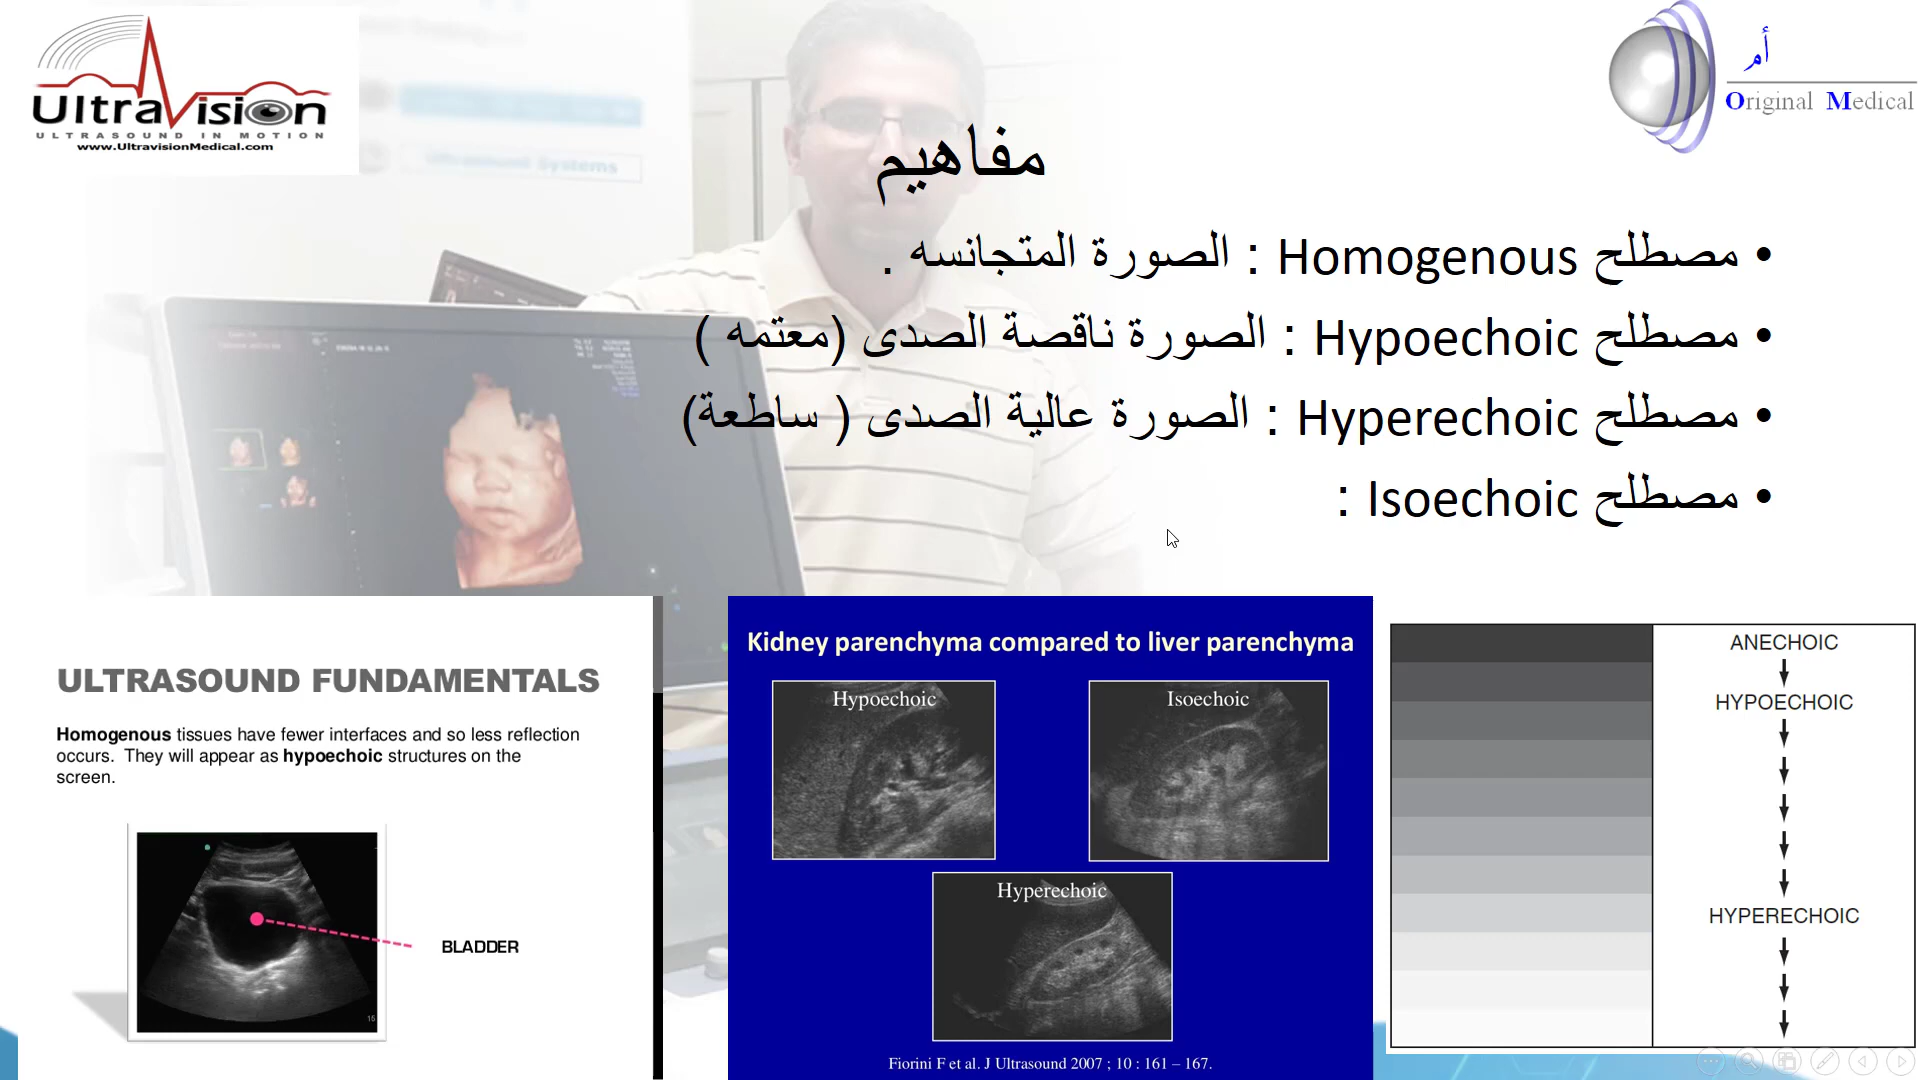 UltraVision
ULTRASOUND IN MOTION
www.UltravisionMedical.com
أم
Original Medical
مفاهيم
• مصطلح Homogenous : الصورة المتجانسه .
• مصطلح Hypoechoic : الصورة ناقصة الصدى (معتمه )
• مصطلح Hyperechoic : الصورة عالية الصدى ( ساطعة)
• مصطلح Isoechoic :
ULTRASOUND FUNDAMENTALS
Homogenous tissues have fewer interfaces and so less reflection
occurs. They will appear as hypoechoic structures on the
screen.
BLADDER
15
Kidney parenchyma compared to liver parenchyma
Hypoechoic
Isoechoic
Hyperechoic
Fiorini F et al. J Ultrasound 2007 ; 10 : 161 – 167.
ANECHOIC
HYPOECHOIC
HYPERECHOIC